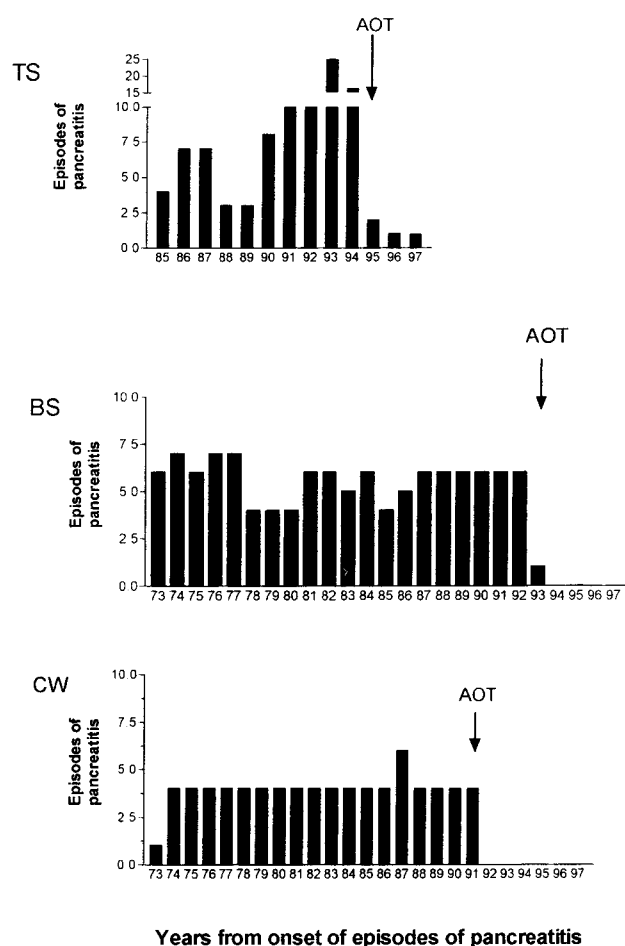 AOT
TS
Episodes of
pancreatitis
25
15
10.0
7 5
5 0
2 5
0 0
85 86 87 88 89 90 91 92 93 94 95 96 97
AOT
BS
Episodes of
pancreatitis
10 0
7 5
5 0
2 5
0 0
73 74 75 76 77 78 79 80 81 82 83 84 85 86 87 88 89 90 91 92 93 94 95 96 97
AOT
CW
Episodes of
pancreatitis
10 0
7 5
5 0
2 5
0 0
73 74 75 76 77 78 79 80 81 82 83 84 85 86 87 88 89 90 91 92 93 94 95 96 97
Years from onset of episodes of pancreatitis